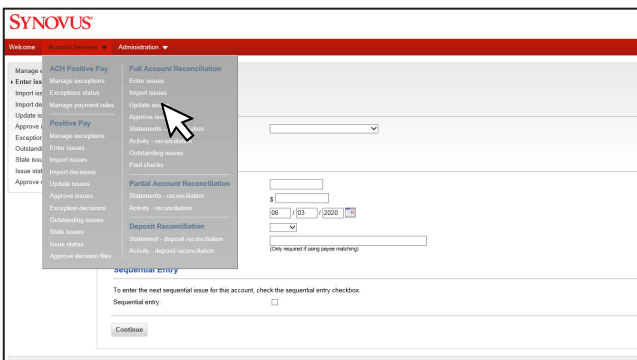 SYNOVUS®
Welcome Account Services Administration
Manage e
Enter iss
Import iss
Import de
Update is
Approve i
Exception
Outstandi
Stale issu
Issue stat
Approve d
ACH Positive Pay
Manage exceptions
Exceptions status
Manage payment rules
Positive Pay
Manage exceptions
Enter issues
Import issues
Import decisions
Update issues
Approve issues
Exception decisions
Outstanding issues
Stale issues
Issue status
Approve decision files
Full Account Reconciliation
Enter issues
Import issues
Update
Approve
Statements
Activity - reconciliation
Outstanding issues
Paid checks
Partial Account Reconciliation
Statements - reconciliation
Activity - reconciliation
Deposit Reconciliation
Statement - deposit reconciliation
Activity - deposit reconciliation
$
06 / 03 / 2020
(Only required if using payee matching)
Sequential Entry
To enter the next sequential issue for this account, check the sequential entry checkbox.
Sequential entry:
Continue